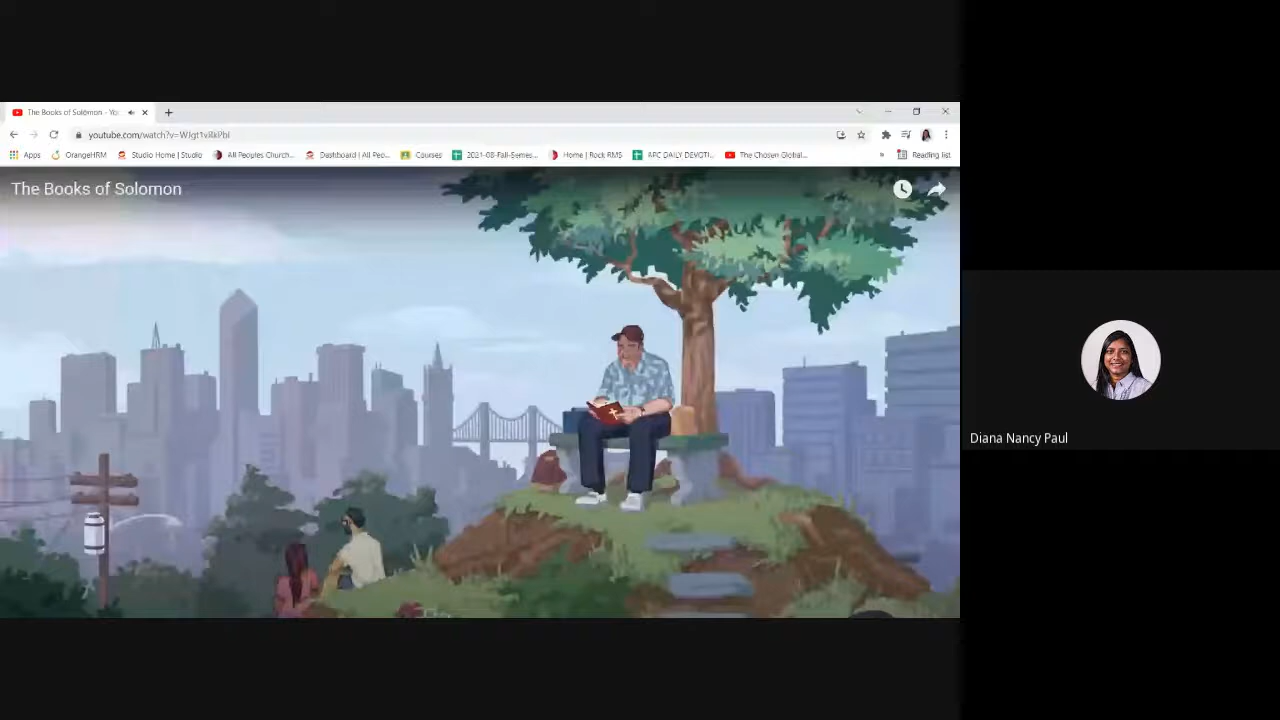 The Books of Solomon - Yo
youtube.com/watch?v=
Apps
OrangeHRM
Studio Home | Studio
All Peoples Church...
Dashboard | All Peo...
Courses
2021-08-Fall-Semes...
Home | Rock RMS
APC DAILY DEVOTI...
The Chosen Global...
»
Reading list
The Books of Solomon
Diana Nancy Paul